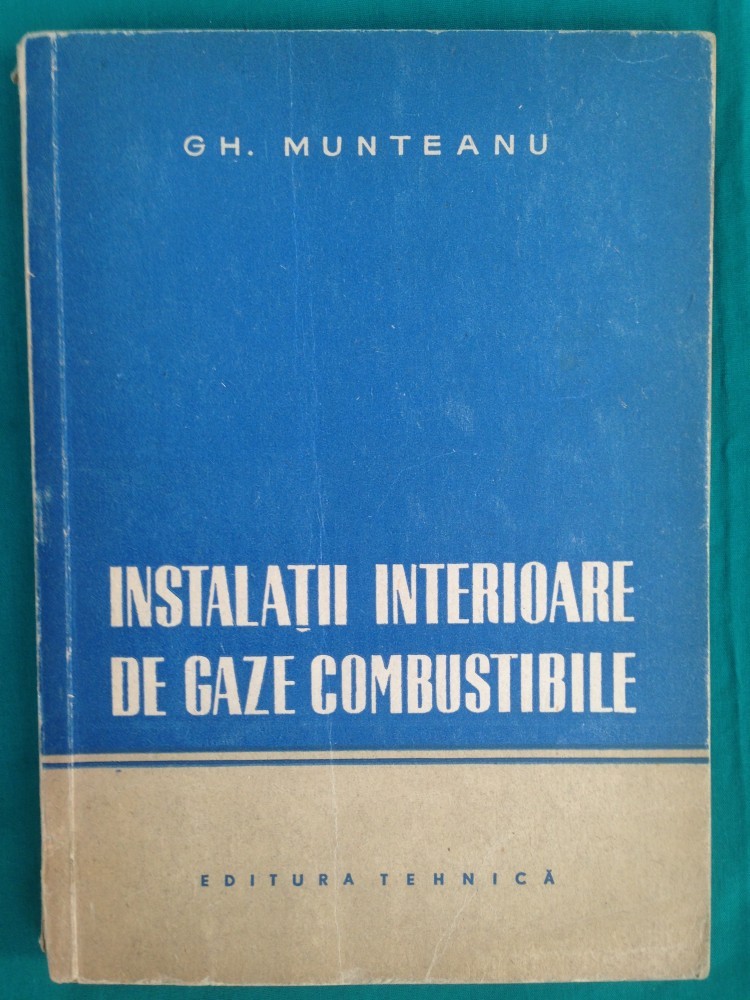 GH. MUNTEANU
INSTALAȚII INTERIOARE
DE GAZE COMBUSTIBILE
EDITURA TEHNICĂ